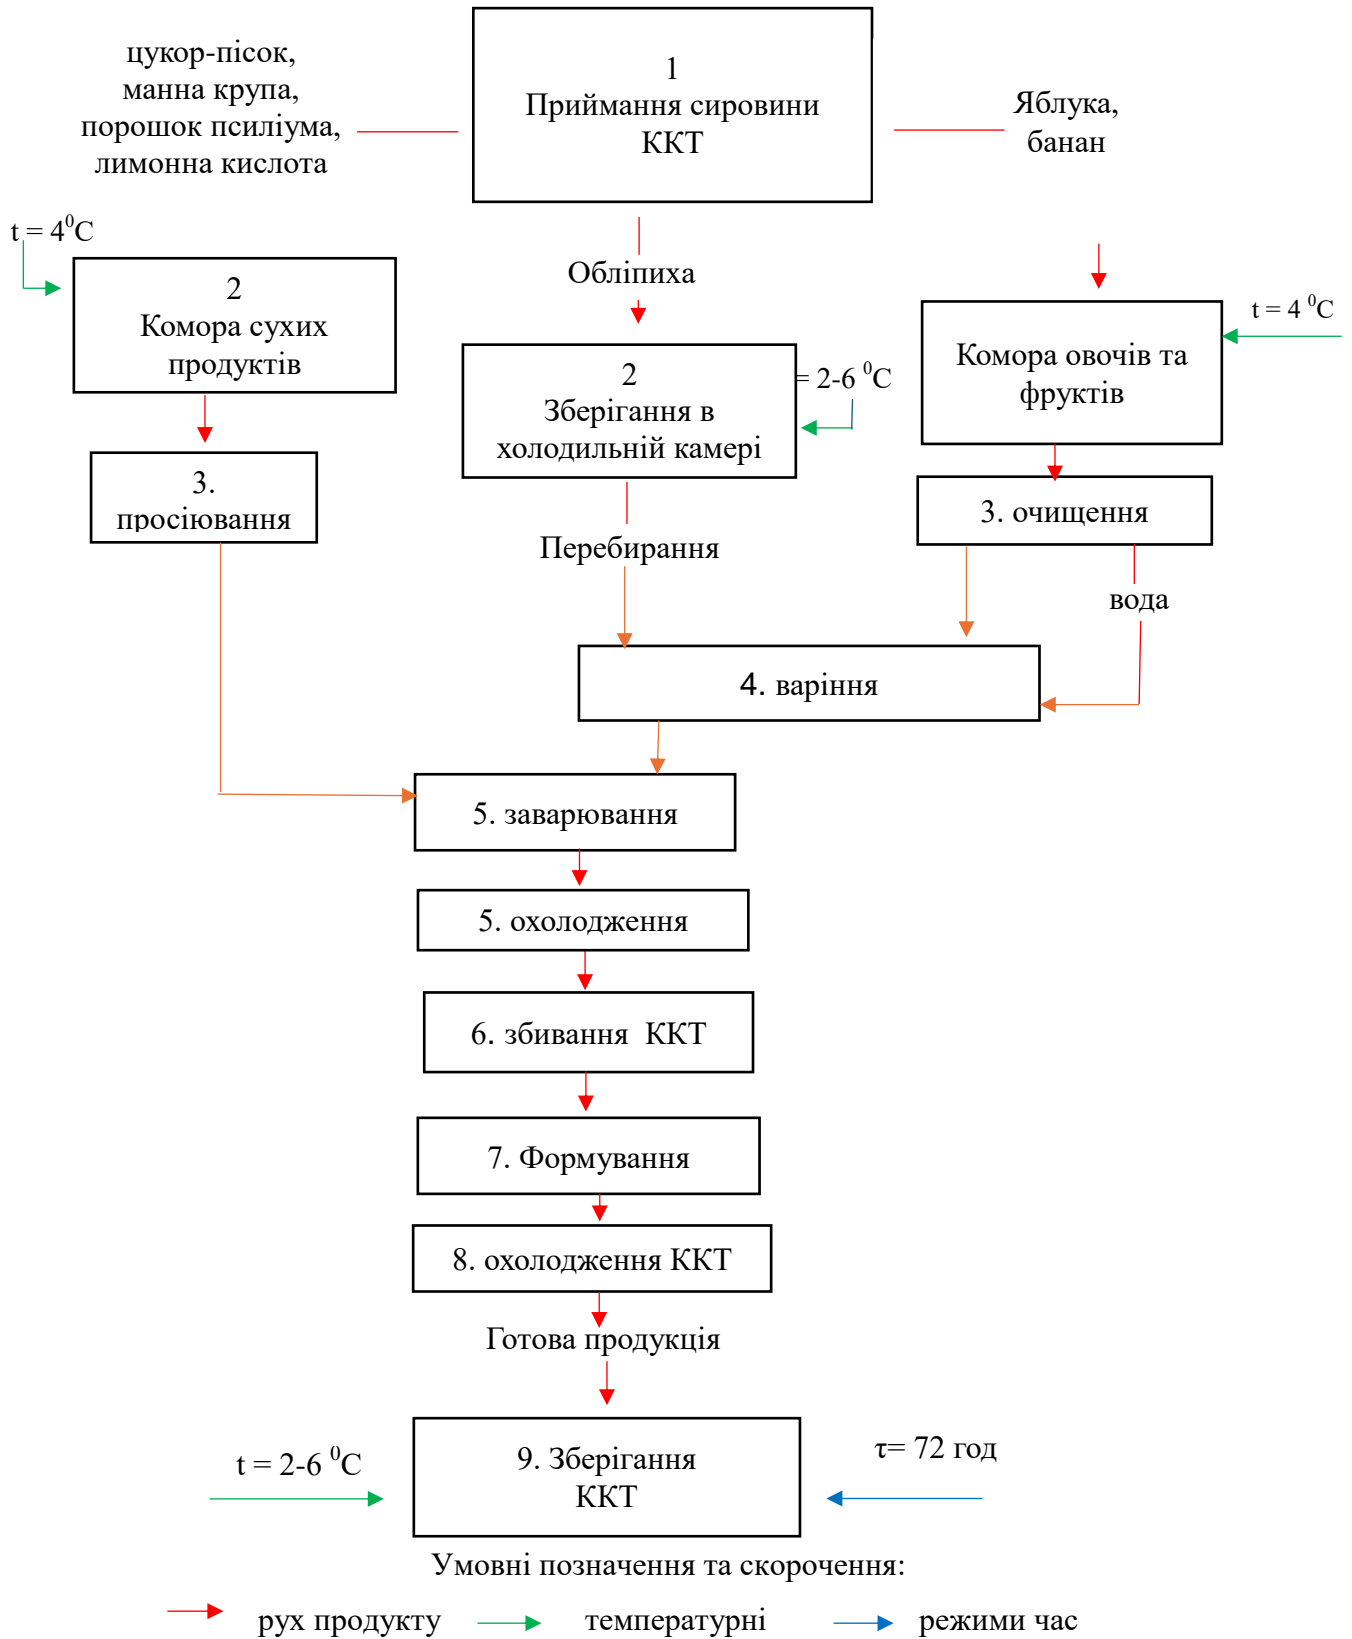 цукор-пісок,
манна крупа,
порошок псиліума,
лимонна кислота
1
Приймання сировини
ККТ
Яблука,
банан
t = 4⁰C
2
Комора сухих
продуктів
Обліпиха
2
Зберігання в
холодильній камері
= 2-6 ⁰C
Комора овочів та
фруктів
t = 4 ⁰C
3.
просіювання
Перебирання
3. очищення
вода
4. варіння
5. заварювання
5. охолодження
6. збивання ККТ
7. Формування
8. охолодження ККТ
Готова продукція
t = 2-6 ⁰C
9. Зберігання
ККТ
τ= 72 год
Умовні позначення та скорочення:
рух продукту температурні режими час